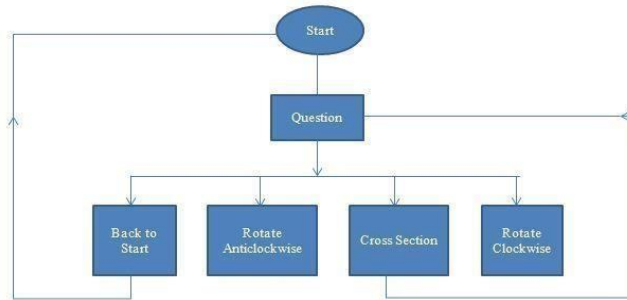 Start
Question
Back to
Start
Rotate
Anticlockwise
Cross Section
Rotate
Clockwise